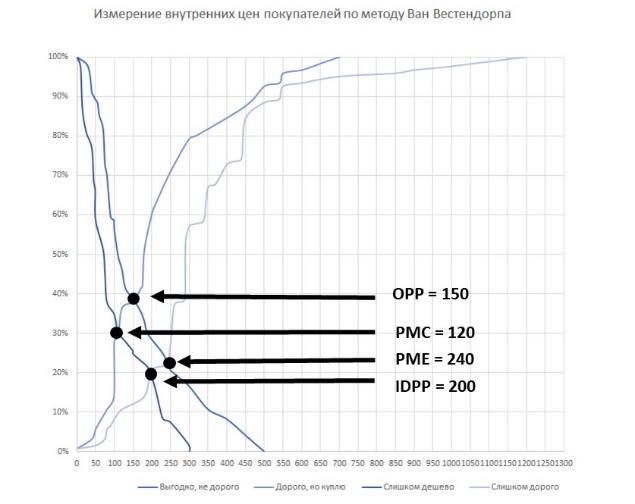 Измерение внутренних цен покупателей по методу Ван Вестендорпа
100%
90%
80%
70%
60%
50%
40%
30%
20%
10%
0%
OPP = 150
PMC = 120
PME = 240
IDPP = 200
0 50 100 150 200 250 300 350 400 450 500 550 600 650 700 750 800 850 900 950 1000 1050 1100 1150 1200 1250 1300
Выгодно, не дорого Дорого, но куплю Слишком дешево Слишком дорого